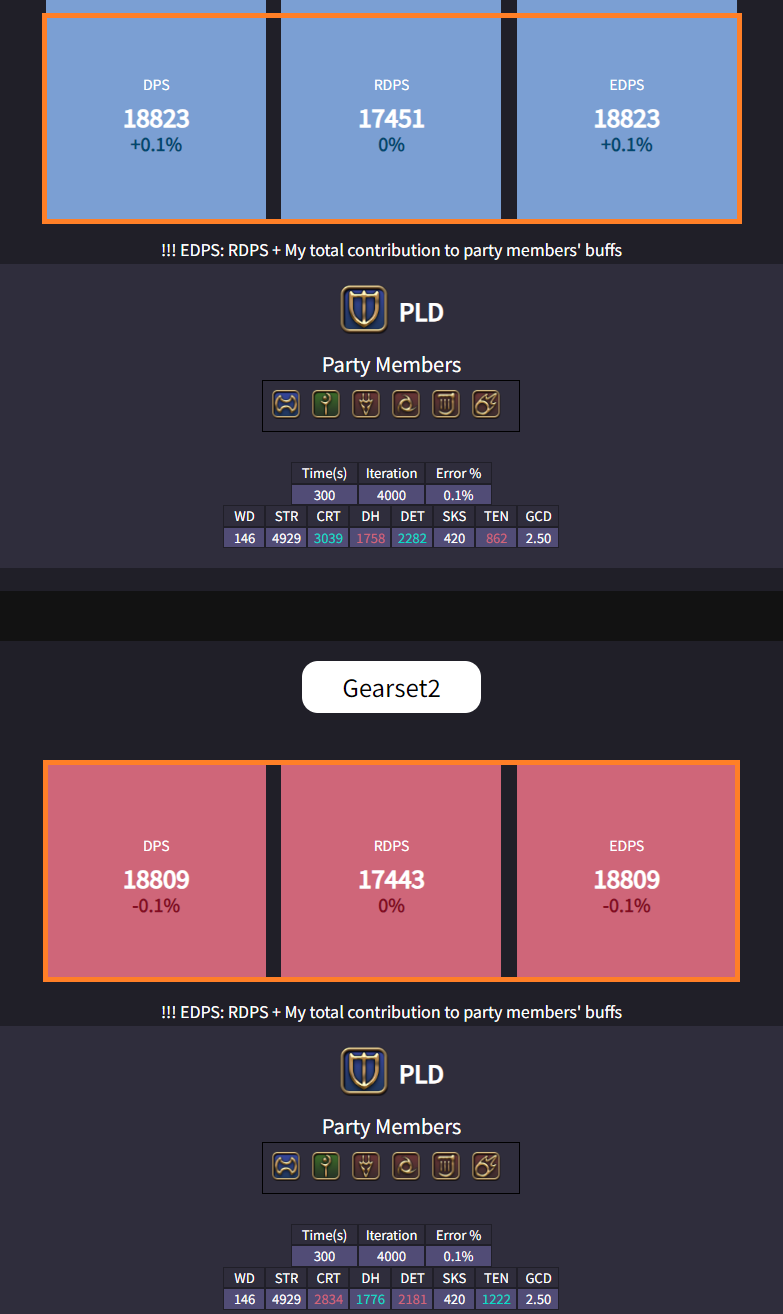 DPS RDPS EDPS
18823 17451 18823
+0.1% 0% +0.1%
!!! EDPS: RDPS + My total contribution to party members' buffs
PLD
Party Members
Time(s) Iteration Error %
300 4000 0.1%
WD STR CRT DH DET SKS TEN GCD
146 4929 3039 1758 2282 420 862 2.50
Gearset2
DPS RDPS EDPS
18809 17443 18809
-0.1% 0% -0.1%
!!! EDPS: RDPS + My total contribution to party members' buffs
PLD
Party Members
Time(s) Iteration Error %
300 4000 0.1%
WD STR CRT DH DET SKS TEN GCD
146 4929 2834 1776 2181 420 1222 2.50